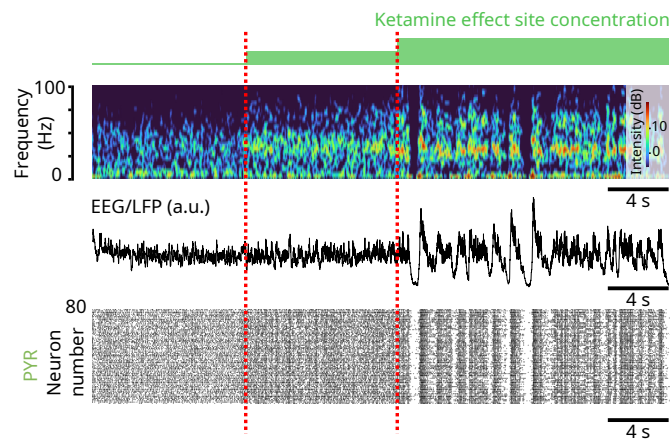 Ketamine effect site concentration
100
Frequency
(Hz)
0
Intensity (dB)
10
0
4 s
EEG/LFP (a.u.)
4 s
80
PYR
Neuron
number
4 s